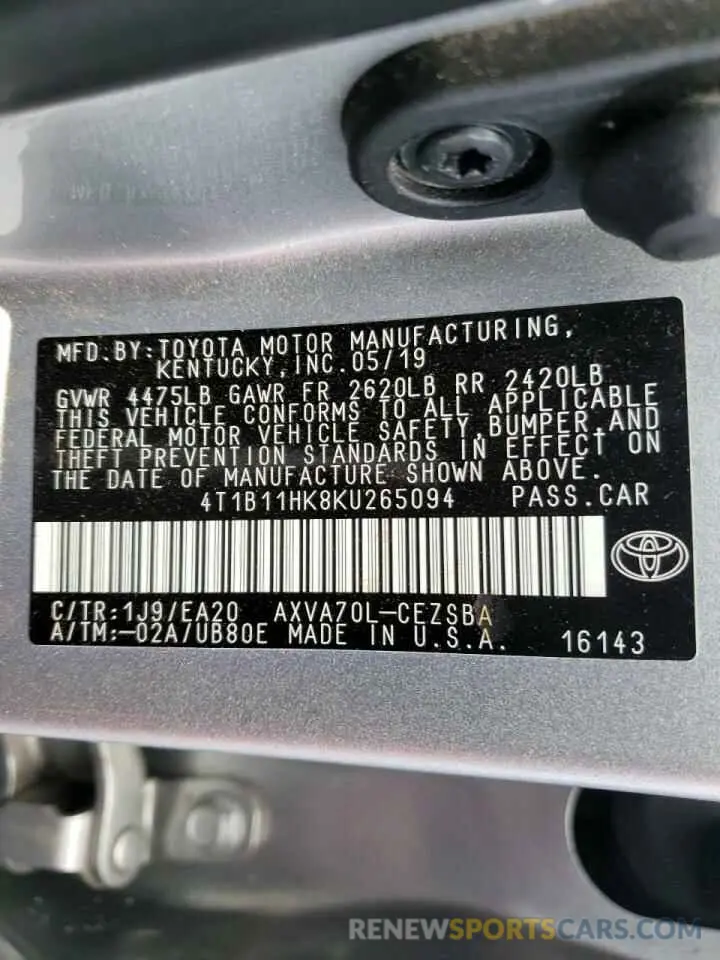 MFD.BY:TOYOTA MOTOR MANUFACTURING,
KENTUCKY,INC.05/19
GVWR 4475LB GAWR FR 2620LB RR 2420LB
THIS VEHICLE CONFORMS TO ALL APPLICABLE
FEDERAL MOTOR VEHICLE SAFETY,BUMPER,AND
THEFT PREVENTION STANDARDS IN EFFECT ON
THE DATE OF MANUFACTURE SHOWN ABOVE.
4T1B11HK8KU265094 PASS.CAR
C/TR:1J9/EA20 AXVA70L-CEZSBA
A/TM:-02A/UB80E MADE IN U.S.A. 16143
RENEWSPORTSCARS.COM